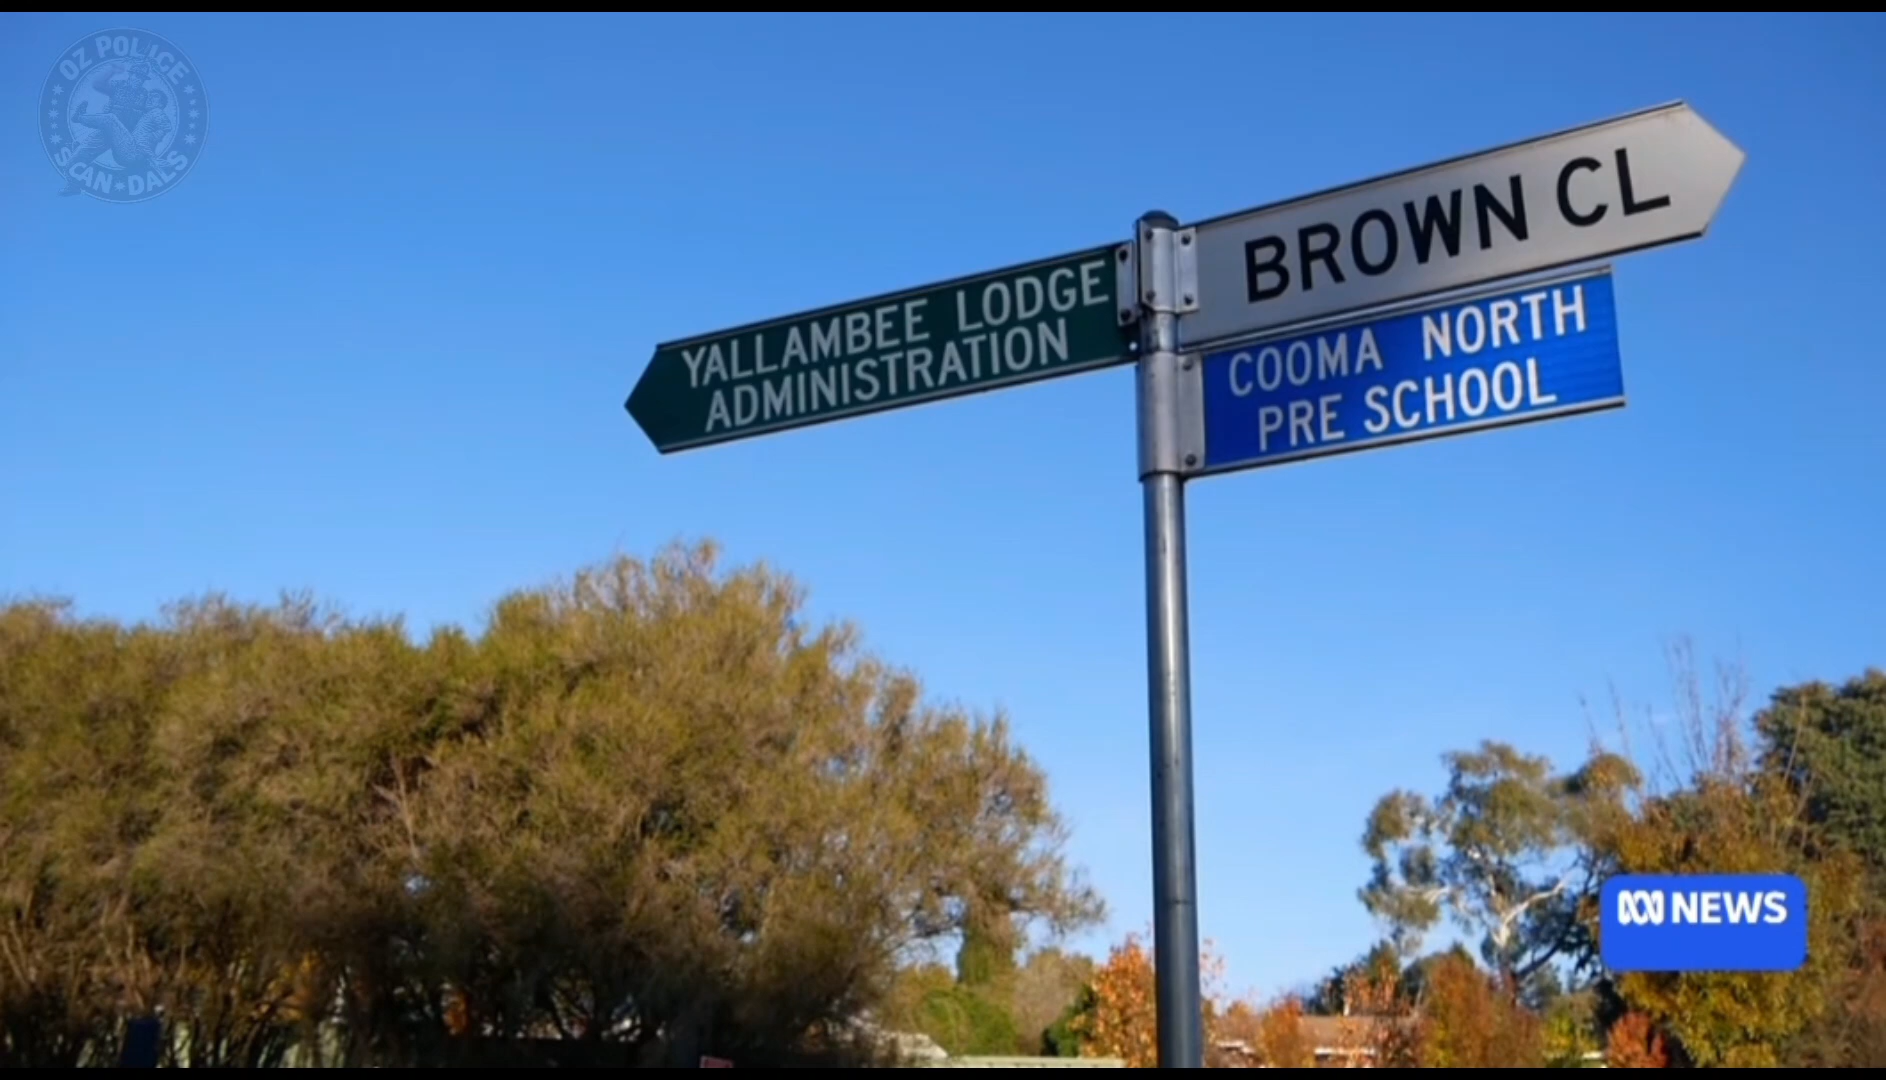 OZ POLICE
SCAN★DALS
YALLAMBEE LODGE
ADMINISTRATION
BROWN CL
COOMA NORTH
PRE SCHOOL
NEWS